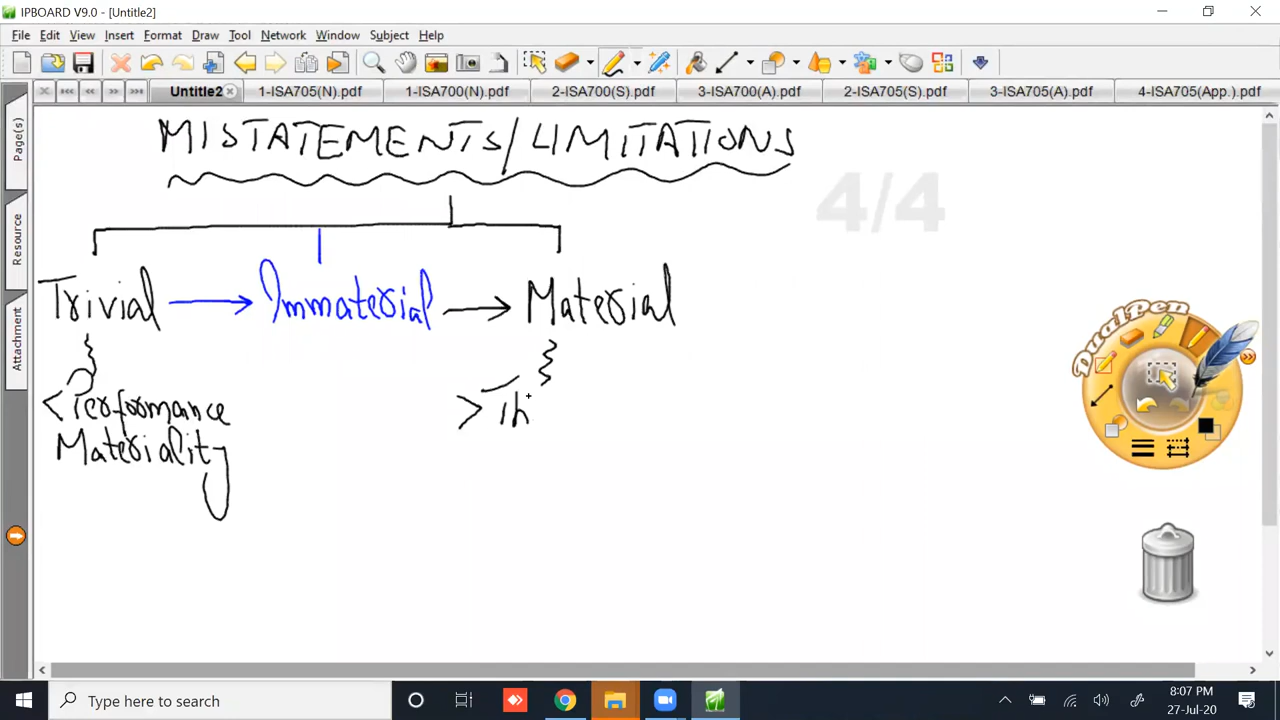 IPBOARD V9.0 - [Untitle2]
File Edit View Insert Format Draw Tool Network Window Subject Help
Untitle2 1-ISA705(N).pdf 1-ISA700(N).pdf 2-ISA700(S).pdf 3-ISA700(A).pdf 2-ISA705(S).pdf 3-ISA705(A).pdf 4-ISA705(App.).pdf
Page(s)
Resource
Attachment
MISTATEMENTS/LIMITATIONS
4/4
Trivial Immaterial Material
<Performance
Materiality
> Th
DualPen
Type here to search
8:07 PM
27-Jul-20